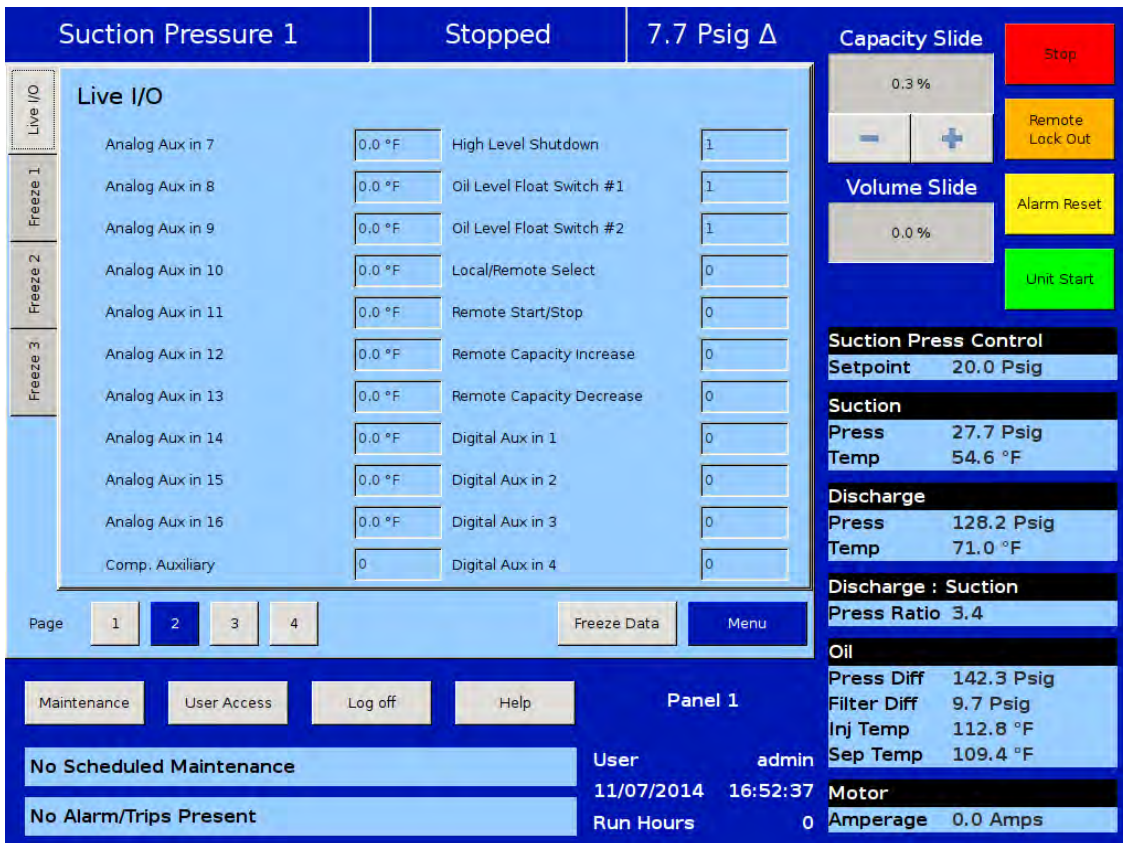 Suction Pressure 1 Stopped 7.7 Psig Δ
Live I/O
Freeze 1
Freeze 2
Freeze 3
Live I/O
Analog Aux in 7 0.0 °F High Level Shutdown 1
Analog Aux in 8 0.0 °F Oil Level Float Switch #1 1
Analog Aux in 9 0.0 °F Oil Level Float Switch #2 1
Analog Aux in 10 0.0 °F Local/Remote Select 0
Analog Aux in 11 0.0 °F Remote Start/Stop 0
Analog Aux in 12 0.0 °F Remote Capacity Increase 0
Analog Aux in 13 0.0 °F Remote Capacity Decrease 0
Analog Aux in 14 0.0 °F Digital Aux in 1 0
Analog Aux in 15 0.0 °F Digital Aux in 2 0
Analog Aux in 16 0.0 °F Digital Aux in 3 0
Comp. Auxiliary 0 Digital Aux in 4 0
Page 1 2 3 4 Freeze Data Menu
Maintenance User Access Log off Help Panel 1
No Scheduled Maintenance
No Alarm/Trips Present
User admin
11/07/2014 16:52:37
Run Hours 0
Capacity Slide
0.3 %
− +
Volume Slide
0.0 %
Stop
Remote
Lock Out
Alarm Reset
Unit Start
Suction Press Control
Setpoint 20.0 Psig
Suction
Press 27.7 Psig
Temp 54.6 °F
Discharge
Press 128.2 Psig
Temp 71.0 °F
Discharge : Suction
Press Ratio 3.4
Oil
Press Diff 142.3 Psig
Filter Diff 9.7 Psig
Inj Temp 112.8 °F
Sep Temp 109.4 °F
Motor
Amperage 0.0 Amps